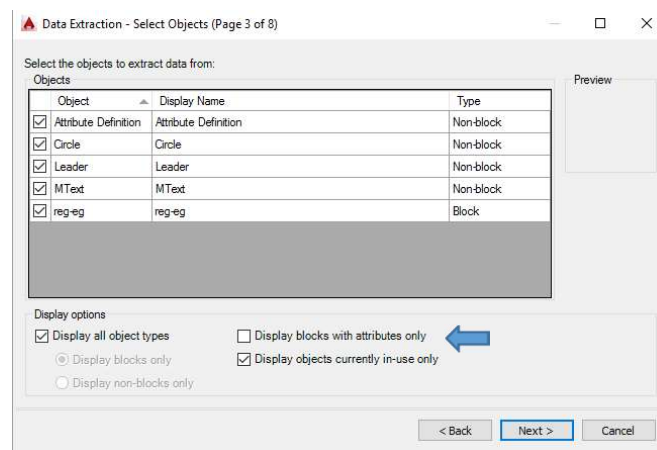 Data Extraction - Select Objects (Page 3 of 8)
Select the objects to extract data from:
Objects
Preview
Object Display Name Type
Attribute Definition Attribute Definition Non-block
Circle Circle Non-block
Leader Leader Non-block
MText MText Non-block
reg-eg reg-eg Block
Display options
Display all object types Display blocks with attributes only
Display blocks only Display objects currently in-use only
Display non-blocks only
< Back Next > Cancel